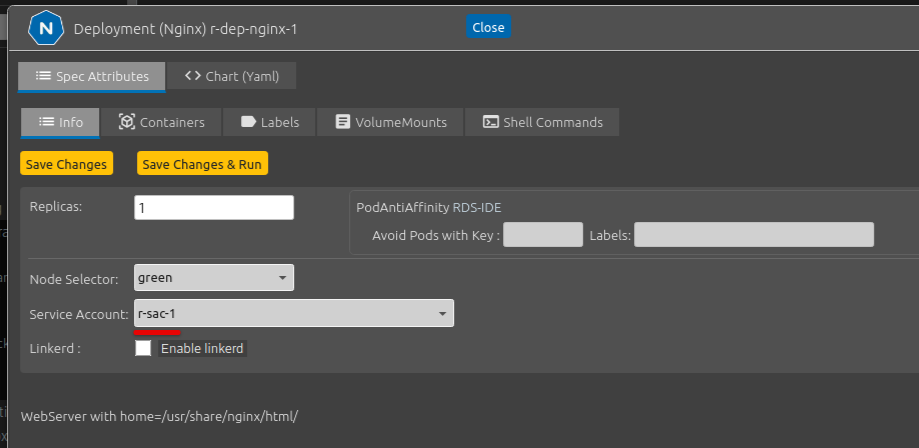 N Deployment (Nginx) r-dep-nginx-1 Close
Spec Attributes Chart (Yaml)
Info Containers Labels VolumeMounts Shell Commands
Save Changes Save Changes & Run
Replicas: 1 PodAntiAffinity RDS-IDE
Avoid Pods with Key : Labels:
Node Selector: green
Service Account: r-sac-1
Linkerd : Enable linkerd
WebServer with home=/usr/share/nginx/html/